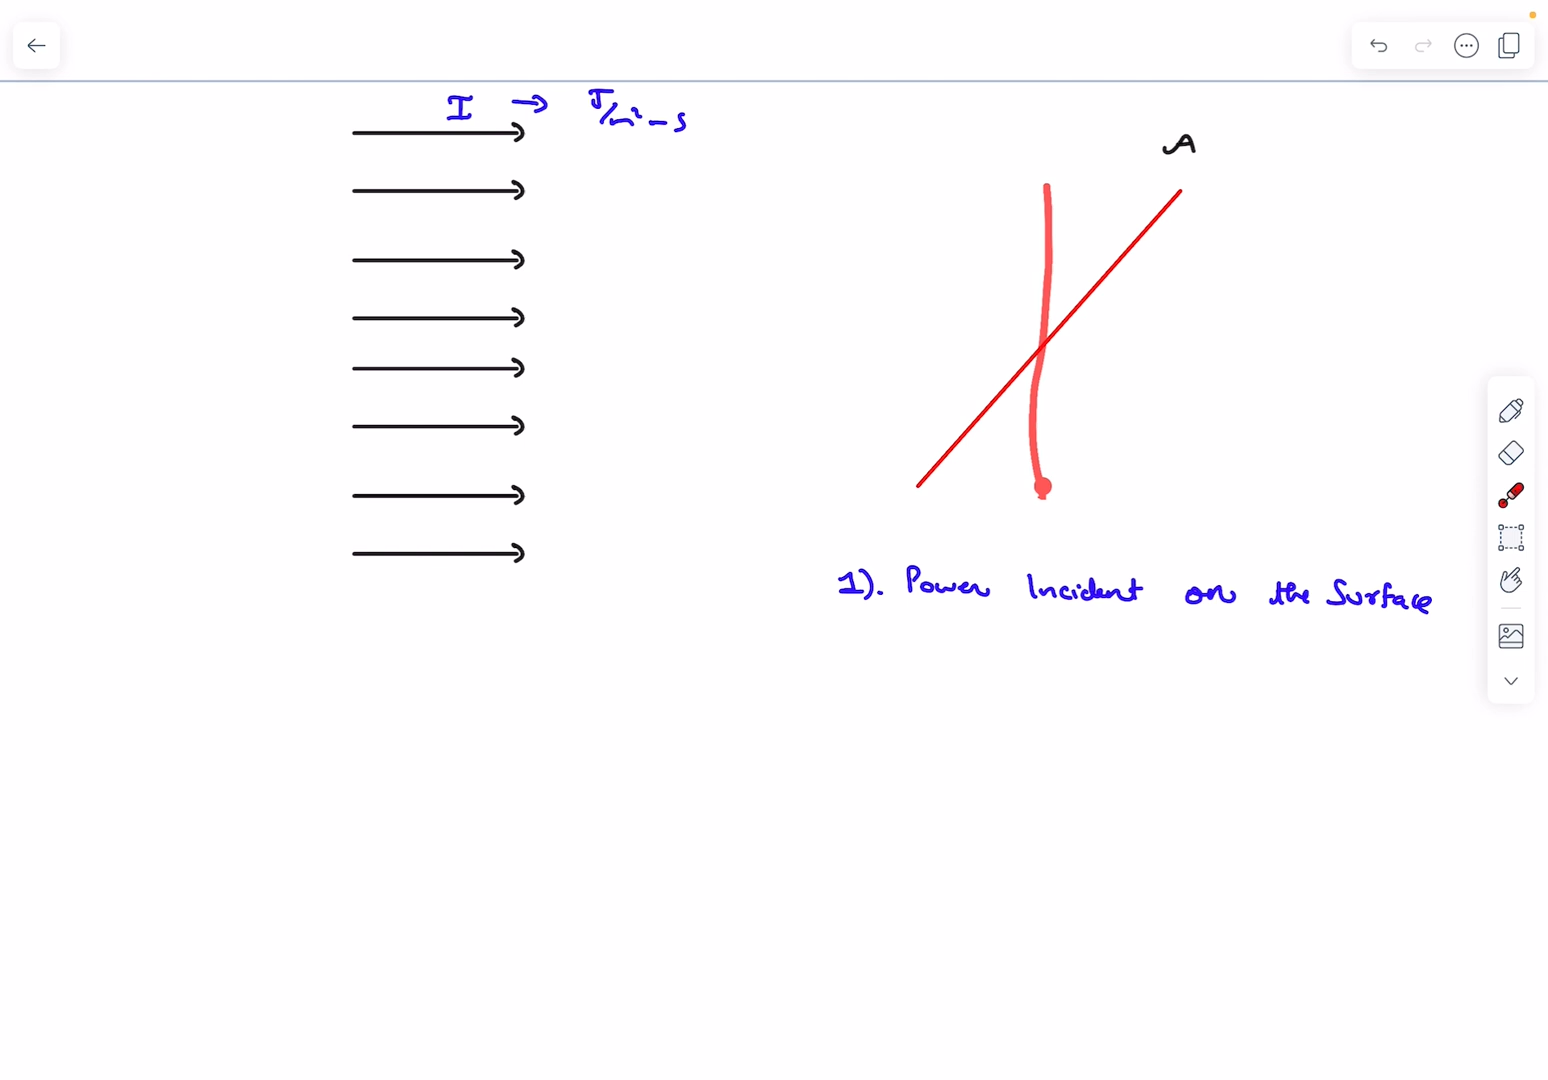 I → J/m²-s
A
1). Power Incident on the Surface